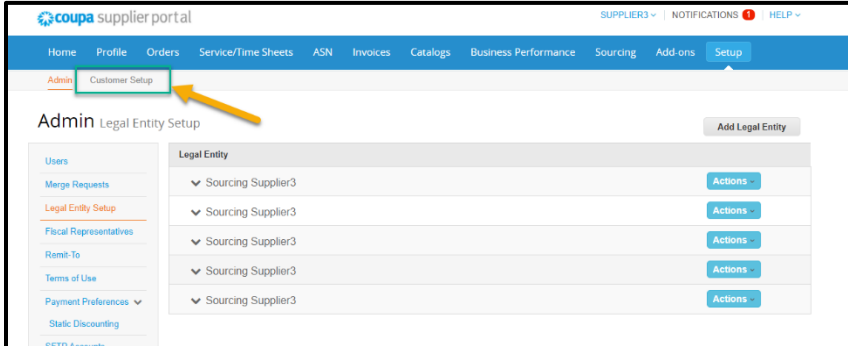 coupa supplier portal
SUPPLIER3 NOTIFICATIONS 1 HELP
Home Profile Orders Service/Time Sheets ASN Invoices Catalogs Business Performance Sourcing Add-ons Setup
Admin Customer Setup
Admin Legal Entity Setup
Add Legal Entity
Users
Merge Requests
Legal Entity Setup
Fiscal Representatives
Remit-To
Terms of Use
Payment Preferences
Static Discounting
SFTP Accounts
Legal Entity
Sourcing Supplier3 Actions
Sourcing Supplier3 Actions
Sourcing Supplier3 Actions
Sourcing Supplier3 Actions
Sourcing Supplier3 Actions